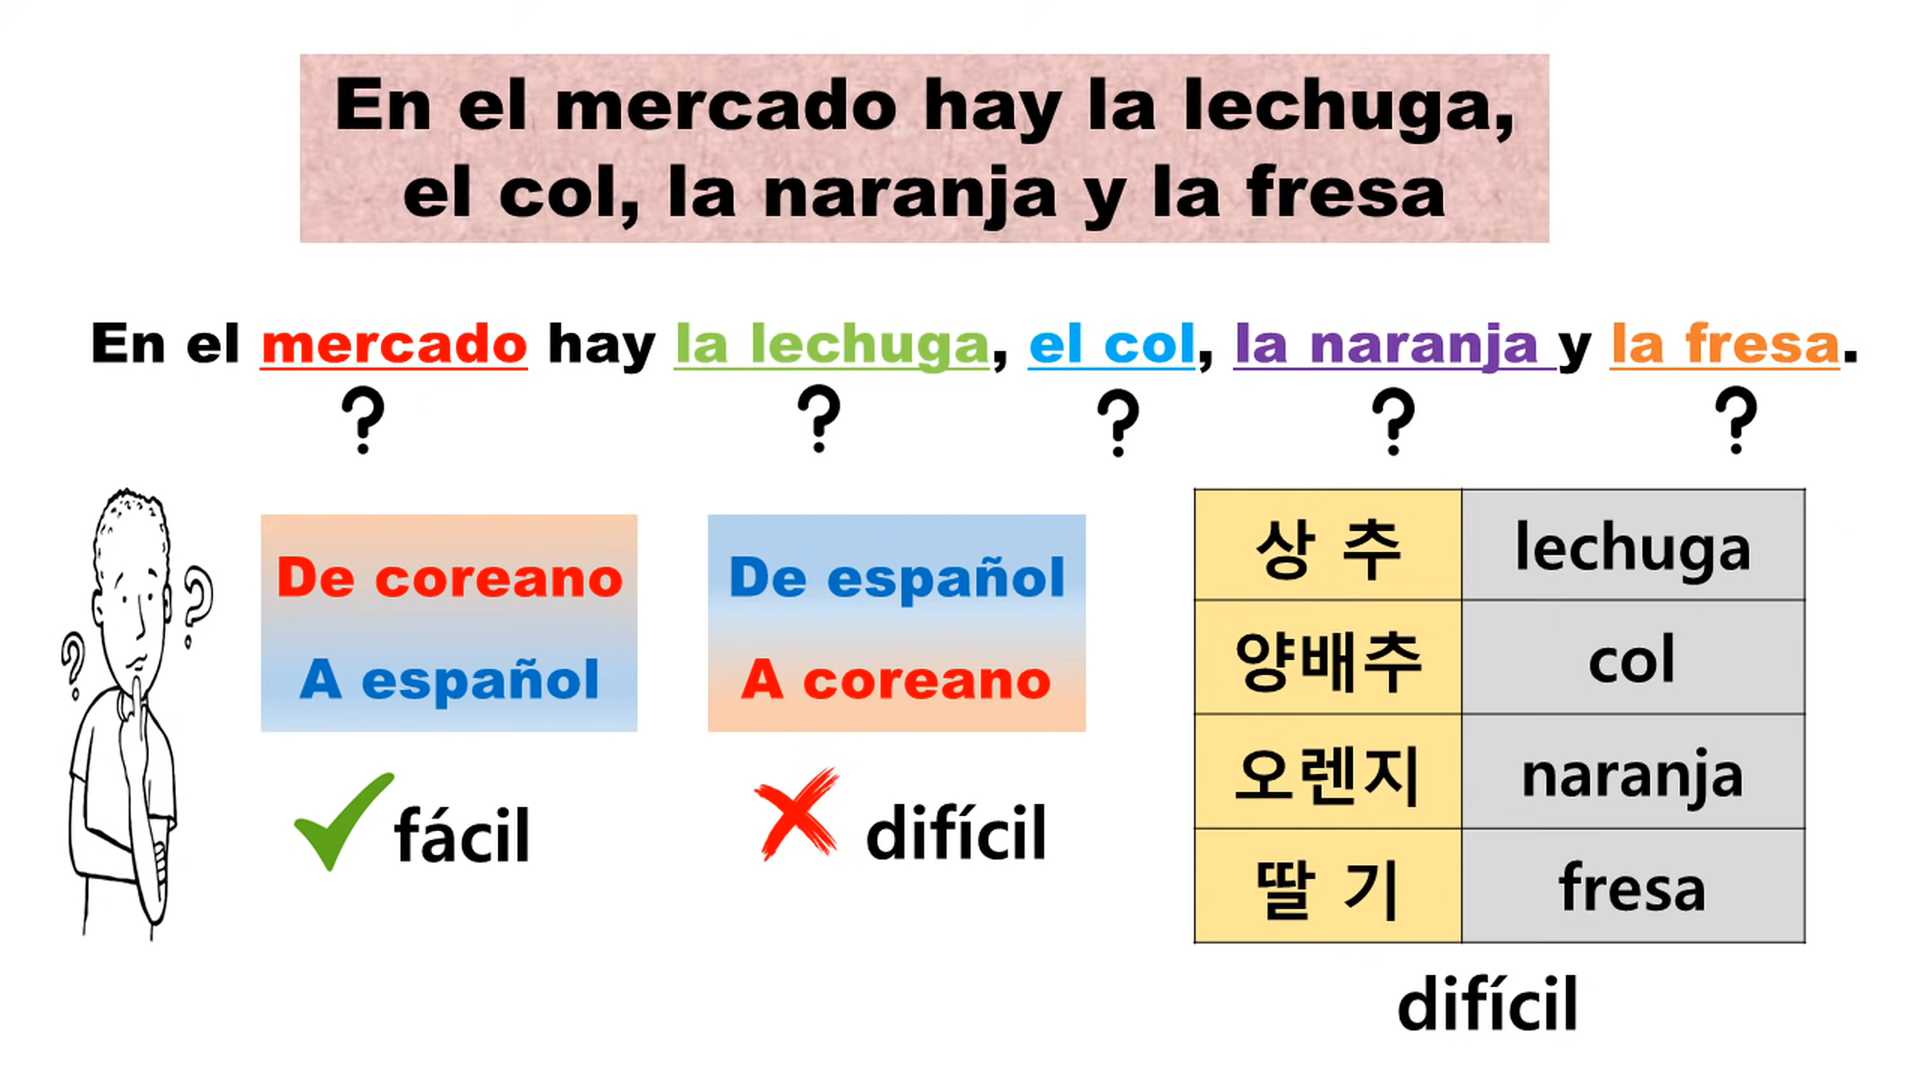 En el mercado hay la lechuga,
el col, la naranja y la fresa
En el mercado hay la lechuga, el col, la naranja y la fresa.
? ? ? ? ?
? ?
De coreano
A español
fácil
De español
A coreano
difícil
상 추 lechuga
양배추 col
오렌지 naranja
딸 기 fresa
difícil